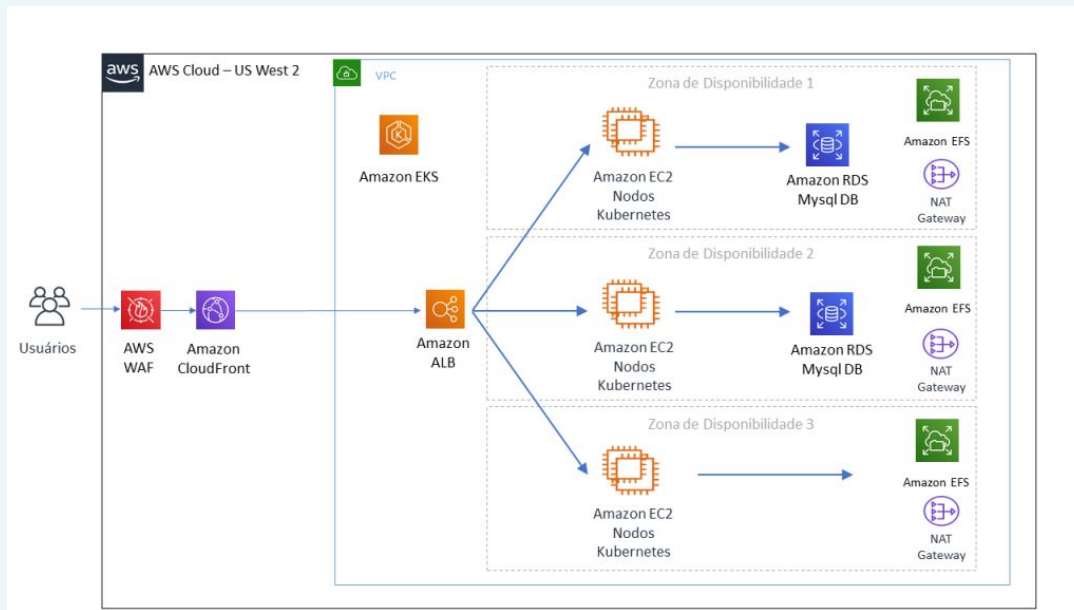 aws
AWS Cloud – US West 2
VPC
Amazon EKS
Usuários
AWS
WAF
Amazon
CloudFront
Amazon
ALB
Zona de Disponibilidade 1
Amazon EC2
Nodos
Kubernetes
Amazon RDS
Mysql DB
Amazon EFS
NAT
Gateway
Zona de Disponibilidade 2
Amazon EC2
Nodos
Kubernetes
Amazon RDS
Mysql DB
Amazon EFS
NAT
Gateway
Zona de Disponibilidade 3
Amazon EC2
Nodos
Kubernetes
Amazon EFS
NAT
Gateway